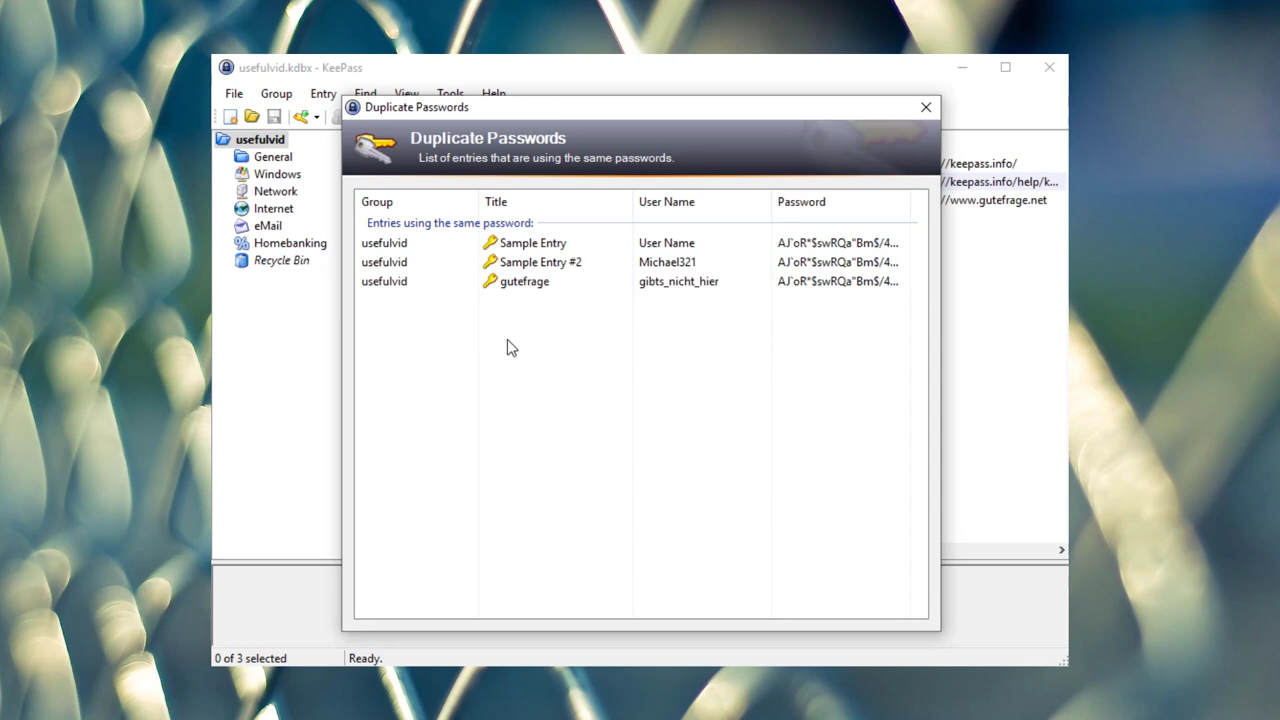 usefulvid.kdbx - KeePass
File Group Entry Find View Tools Help
Duplicate Passwords
Duplicate Passwords
List of entries that are using the same passwords.
usefulvid
General
Windows
Network
Internet
eMail
Homebanking
Recycle Bin
Group Title User Name Password
Entries using the same password:
usefulvid Sample Entry User Name AJ`oR*$swRQa"Bm$/4...
usefulvid Sample Entry #2 Michael321 AJ`oR*$swRQa"Bm$/4...
usefulvid gutefrage gibts_nicht_hier AJ`oR*$swRQa"Bm$/4...
//keepass.info/
//keepass.info/help/k...
//www.gutefrage.net
0 of 3 selected Ready.